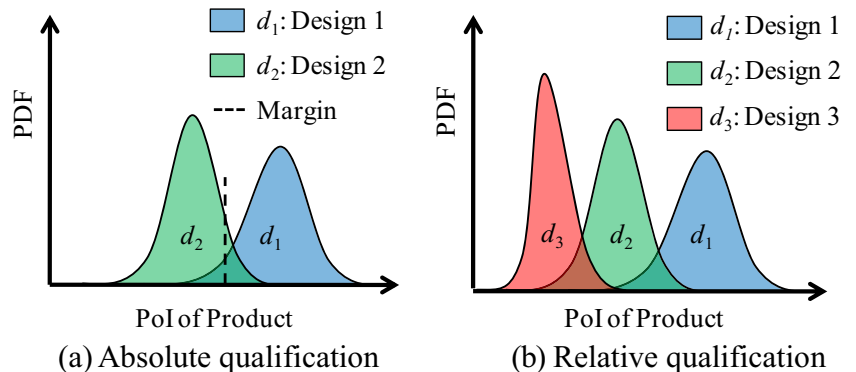 PDF
d₁: Design 1
d₂: Design 2
Margin
d₂
d₁
PoI of Product
(a) Absolute qualification
PDF
d₁: Design 1
d₂: Design 2
d₃: Design 3
d₃
d₂
d₁
PoI of Product
(b) Relative qualification